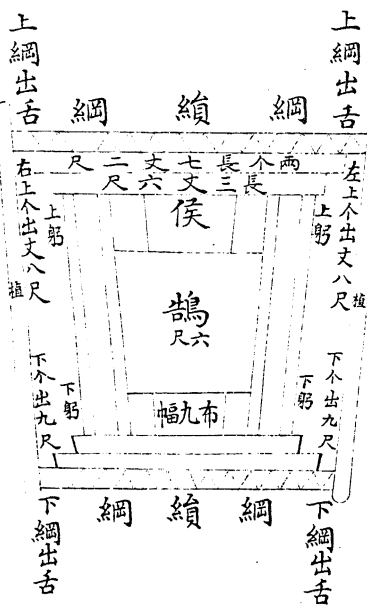 上綱出舌
上綱出舌
綱 縜 綱
兩个長七丈二尺
長三丈六尺
左上个出丈八尺
右上个出丈八尺
上躬
上躬
植
植
侯
鵠
六尺
下个出九尺
下个出九尺
下躬
下躬
布九幅
綱 縜 綱
下綱出舌
下綱出舌